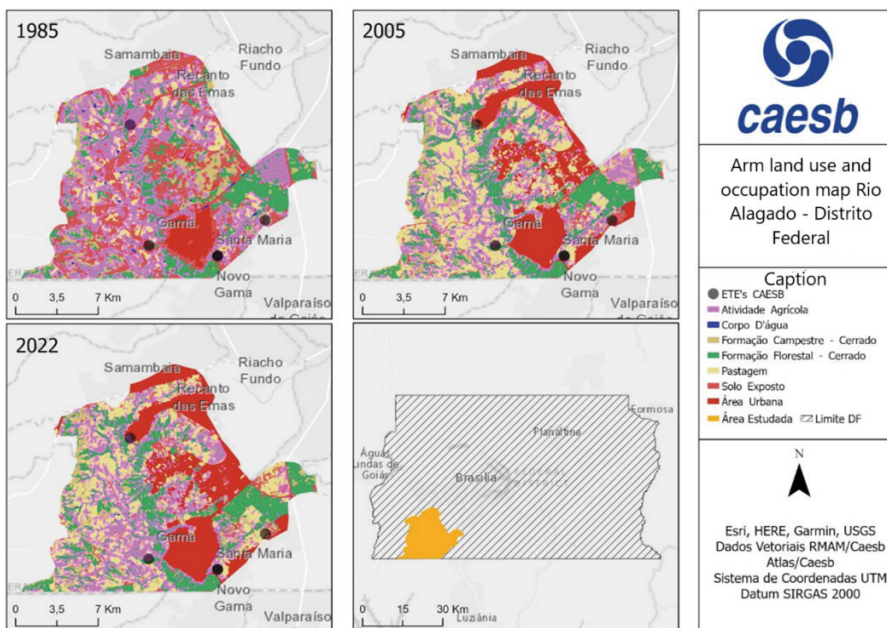 1985
Samambaia
Riacho
Fundo
Recanto
das Emas
Gama
Santa Maria
Novo
Gama
Valparaíso
de Goiás
0 3,5 7 Km
2005
Samambaia
Riacho
Fundo
Recanto
das Emas
Gama
Santa Maria
Novo
Gama
Valparaíso
de Goiás
0 3,5 7 Km
2022
Samambaia
Riacho
Fundo
Recanto
das Emas
Gama
Santa Maria
Novo
Gama
Valparaíso
0 3,5 7 Km
Formosa
Planaltina
Águas
Lindas de
Goiás
Brasília
FEDERAL
DISTRICT
0 15 30 Km
Luziânia
caesb
Arm land use and
occupation map Rio
Alagado - Distrito
Federal
Caption
ETE's CAESB
Atividade Agrícola
Corpo D'água
Formação Campestre - Cerrado
Formação Florestal - Cerrado
Pastagem
Solo Exposto
Área Urbana
Área Estudada Limite DF
N
Esri, HERE, Garmin, USGS
Dados Vetoriais RMAM/Caesb
Atlas/Caesb
Sistema de Coordenadas UTM
Datum SIRGAS 2000